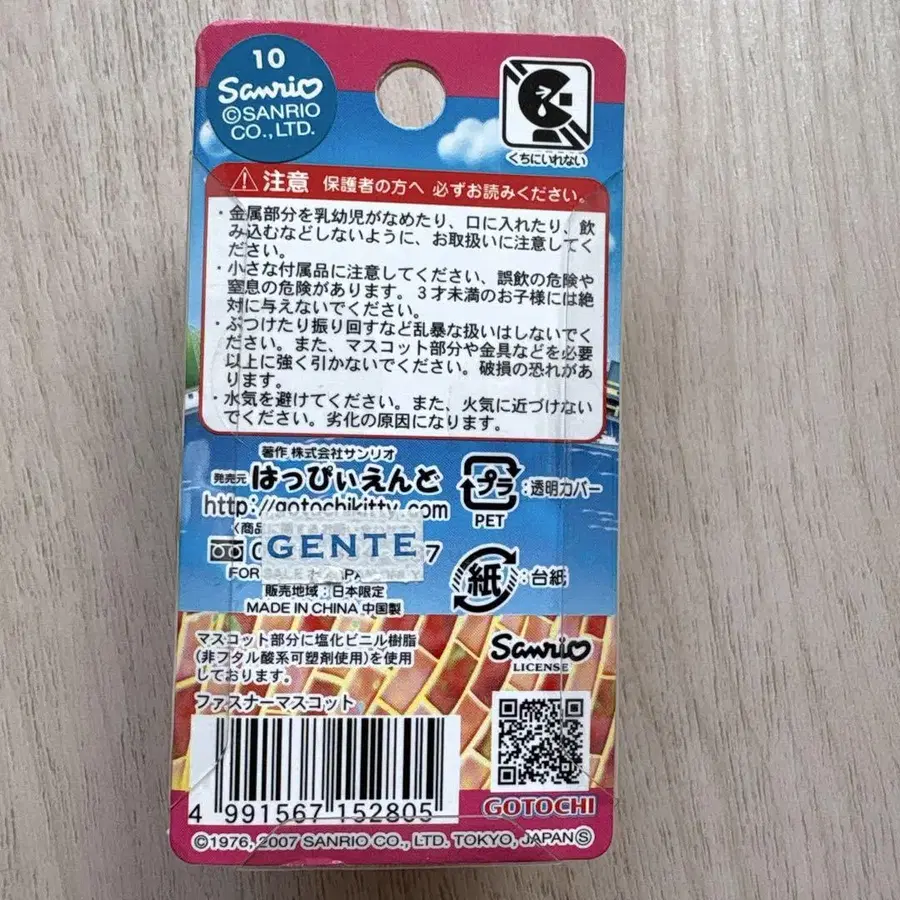 10
Sanrio
©SANRIO
CO.,LTD.
くちにいれない
注意 保護者の方へ 必ずお読みください。
・金属部分を乳幼児がなめたり、口に入れたり、飲
み込むなどしないように、お取扱いに注意してく
ださい。
・小さな付属品に注意してください、誤飲の危険や
窒息の危険があります。3才未満のお子様には絶
対に与えないでください。
・ぶつけたり振り回すなど乱暴な扱いはしないでく
ださい。また、マスコット部分や金具などを必要
以上に強く引かないでください。破損の恐れがあ
ります。
・水気を避けてください。また、火気に近づけない
でください。劣化の原因になります。
著作 株式会社サンリオ
発売元 はっぴぃえんど
http://gotochikitty.com
プラ :透明カバー
PET
GENTE
FOR
販売地域:日本限定
MADE IN CHINA 中国製
紙 :台紙
マスコット部分に塩化ビニル樹脂
(非フタル酸系可塑剤使用)を使用
しております。
ファスナーマスコット
Sanrio
LICENSE
4 991567 152805
GOTOCHI
©1976, 2007 SANRIO CO., LTD. TOKYO, JAPAN Ⓢ